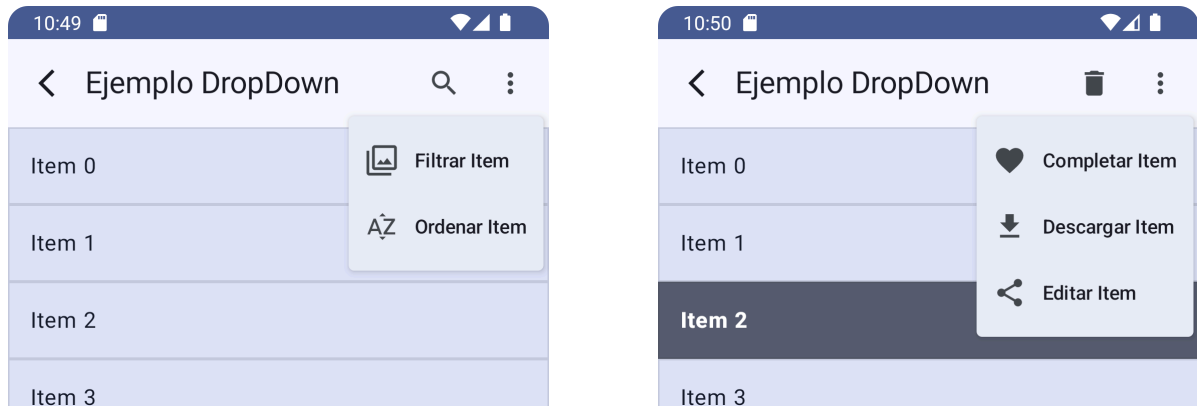 10:49
Ejemplo DropDown
Filtrar Item
Ordenar Item
Item 0
Item 1
Item 2
Item 3
10:50
Ejemplo DropDown
Completar Item
Descargar Item
Editar Item
Item 0
Item 1
Item 2
Item 3